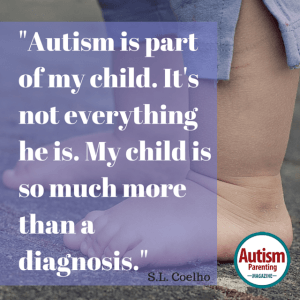 "Autism is part
of my child. It's
not everything
he is. My child is
so much more
than a
diagnosis."
S.L. Coelho
Autism
Parenting
MAGAZINE